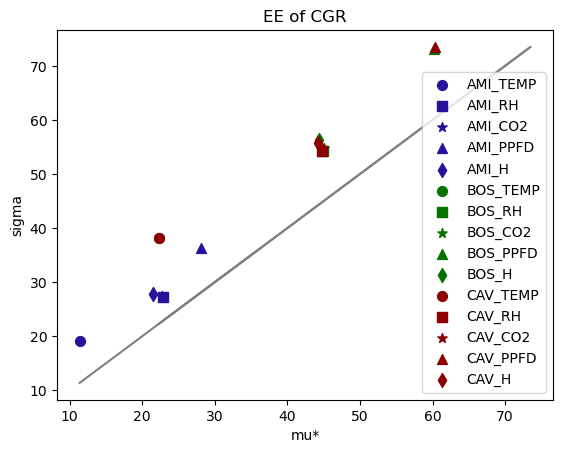 EE of CGR
sigma
70
60
50
40
30
20
10
10 20 30 40 50 60 70
mu*
AMI_TEMP
AMI_RH
AMI_CO2
AMI_PPFD
AMI_H
BOS_TEMP
BOS_RH
BOS_CO2
BOS_PPFD
BOS_H
CAV_TEMP
CAV_RH
CAV_CO2
CAV_PPFD
CAV_H